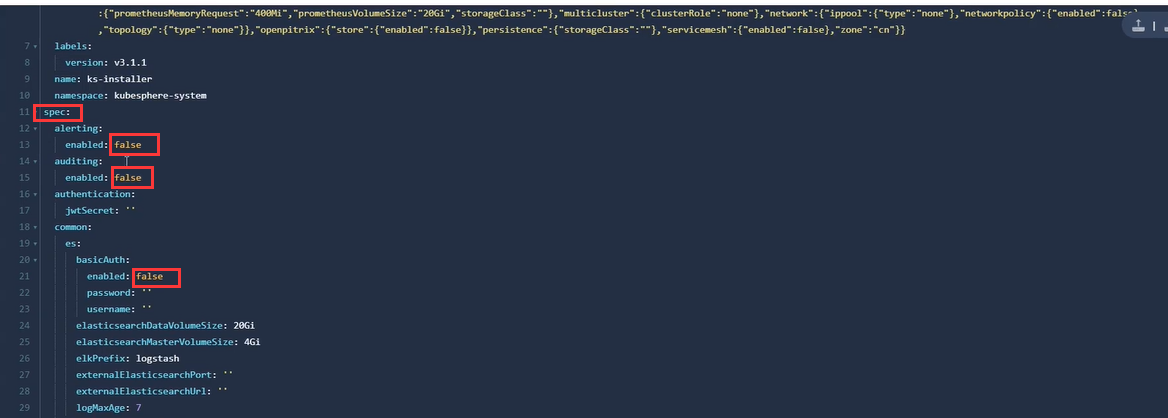 :{"prometheusMemoryRequest":"400Mi","prometheusVolumeSize":"20Gi","storageClass":""},"multicluster":{"clusterRole":"none"},"network":{"ippool":{"type":"none"},"networkpolicy":{"enabled":false}
,"topology":{"type":"none"}},"openpitrix":{"store":{"enabled":false}},"persistence":{"storageClass":""},"servicemesh":{"enabled":false},"zone":"cn"}}
7 labels:
8 version: v3.1.1
9 name: ks-installer
10 namespace: kubesphere-system
11 spec:
12 alerting:
13 enabled: false
14 auditing:
15 enabled: false
16 authentication:
17 jwtSecret: ''
18 common:
19 es:
20 basicAuth:
21 enabled: false
22 password: ''
23 username: ''
24 elasticsearchDataVolumeSize: 20Gi
25 elasticsearchMasterVolumeSize: 4Gi
26 elkPrefix: logstash
27 externalElasticsearchPort: ''
28 externalElasticsearchUrl: ''
29 logMaxAge: 7